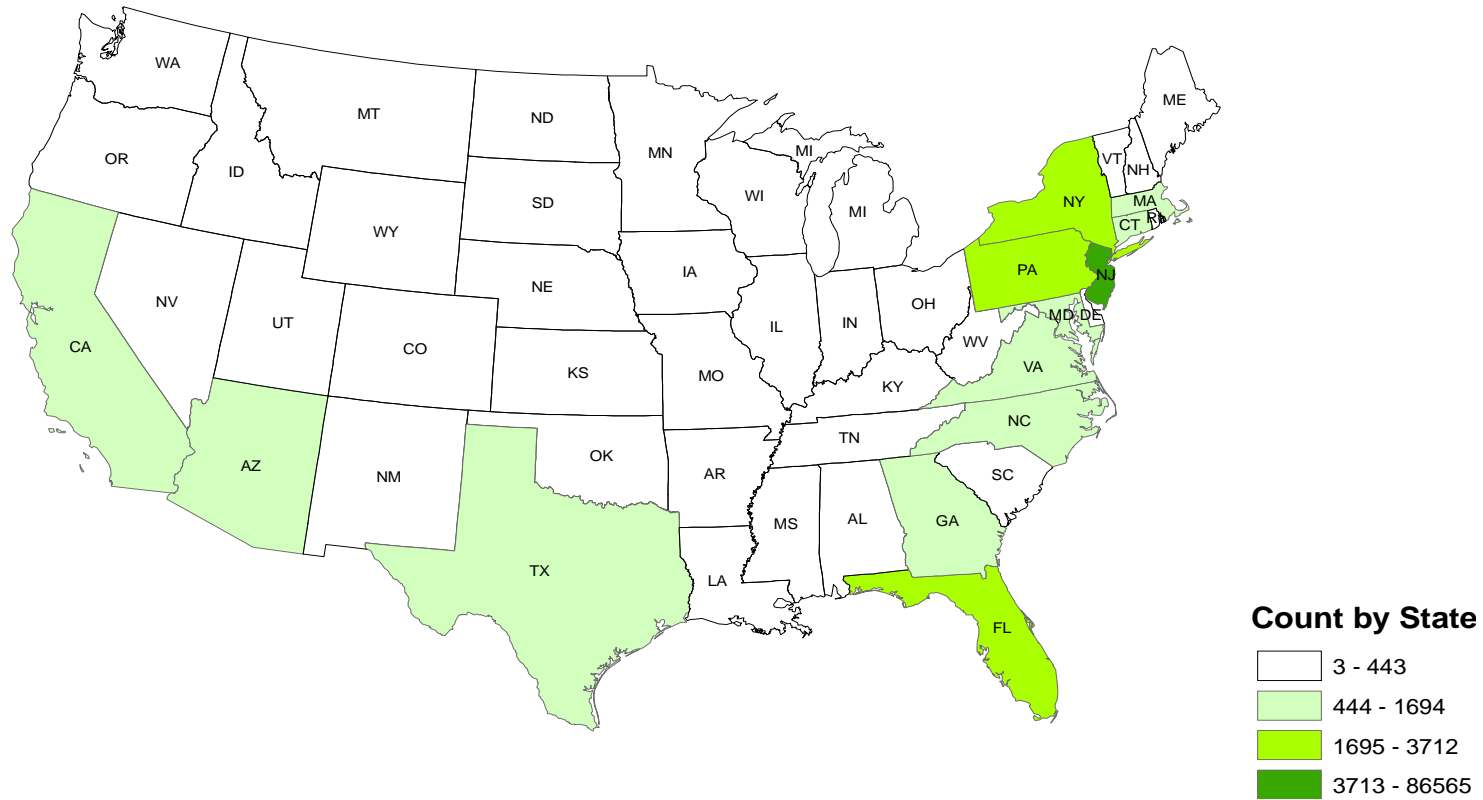 WA
ME
MT
ND
MN
MI
VT
OR
NH
ID
WI
SD
MA
NY
MI
CT
RI
WY
IA
PA
NJ
NE
NV
OH
MD
DE
UT
IN
IL
WV
CA
CO
VA
KS
MO
KY
NC
TN
OK
AZ
AR
SC
NM
GA
AL
MS
TX
LA
FL
Count by State
3 - 443
444 - 1694
1695 - 3712
3713 - 86565